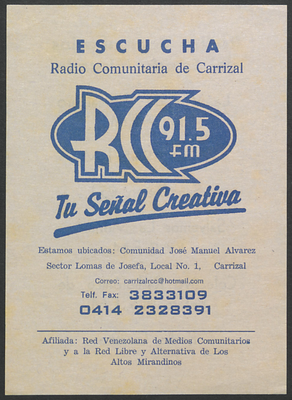 ESCUCHA
Radio Comunitaria de Carrizal
RCC 91.5
FM
Tu Señal Creativa
Estamos ubicados: Comunidad José Manuel Alvarez
Sector Lomas de Josefa, Local No. 1, Carrizal
Correo: carrizalrcc@hotmail.com
Telf. Fax: 3833109
0414 2328391
Afiliada: Red Venezolana de Medios Comunitarios
y a la Red Libre y Alternativa de Los
Altos Mirandinos